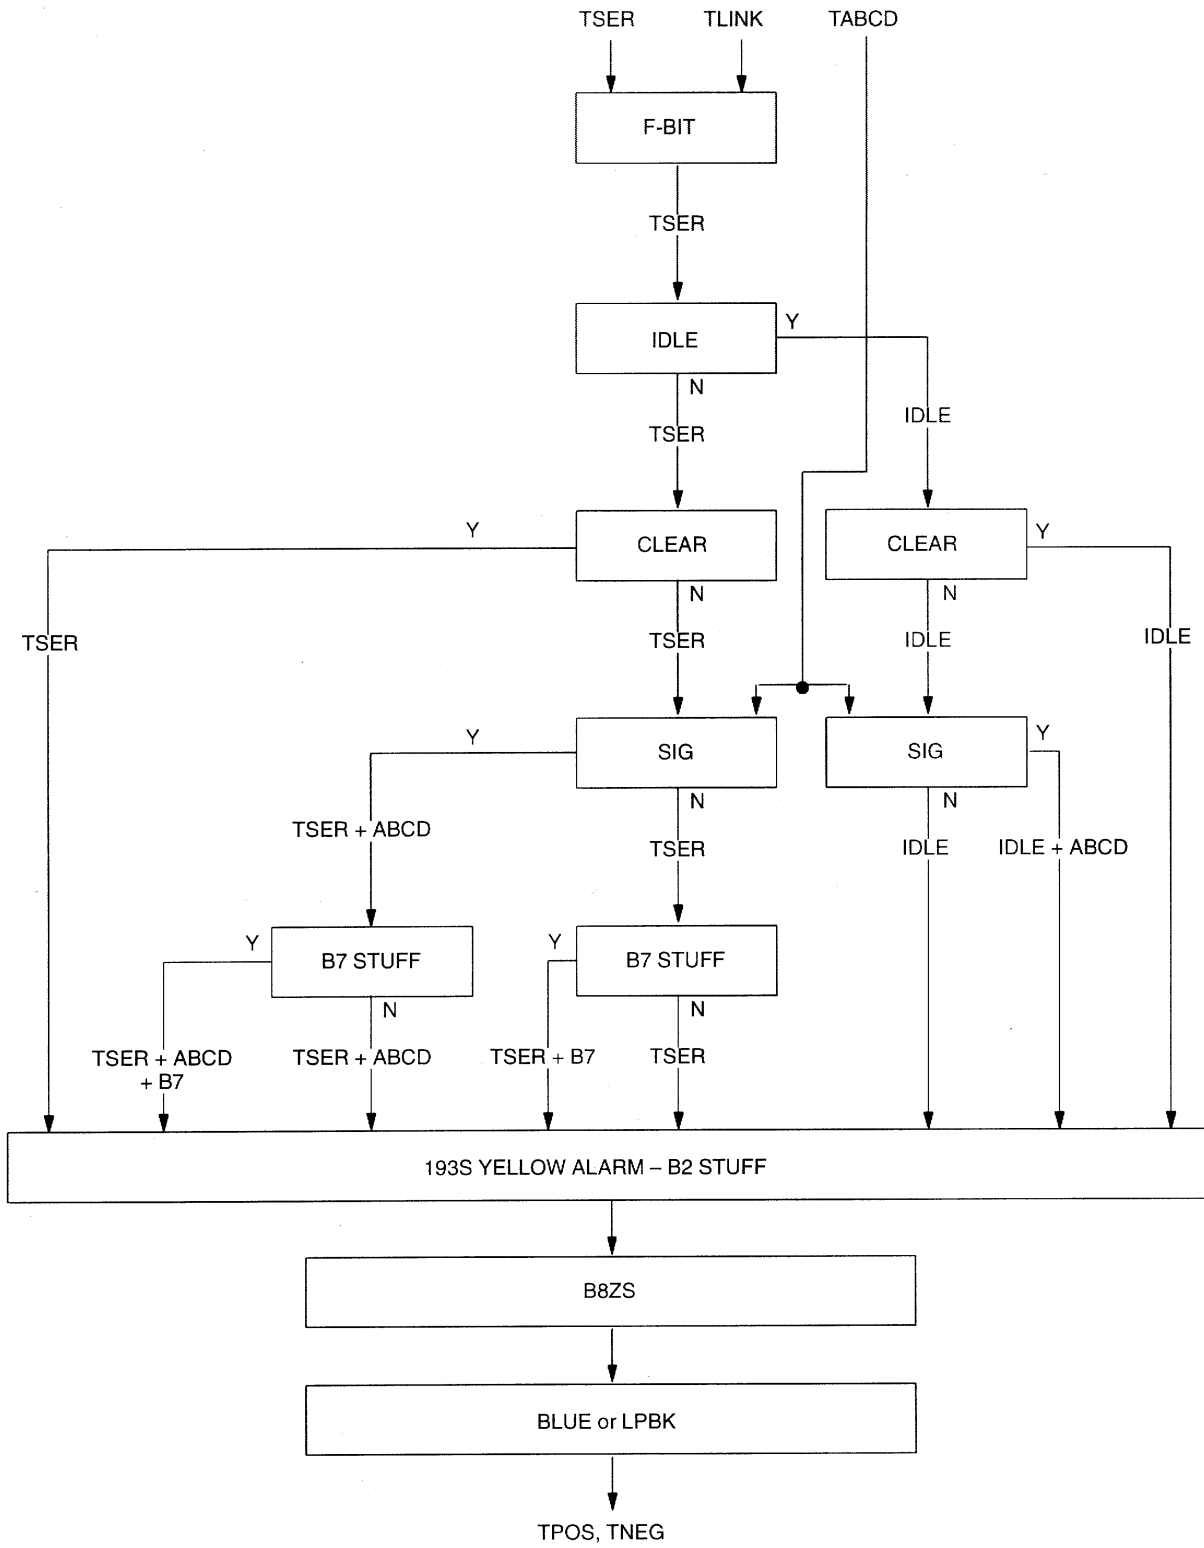 TSER TLINK TABCD
F-BIT
TSER
IDLE
Y
N
IDLE
TSER
Y
CLEAR
CLEAR
Y
N
N
TSER
TSER
IDLE
IDLE
Y
SIG
SIG
Y
N
N
TSER + ABCD
TSER
IDLE
IDLE + ABCD
Y
B7 STUFF
Y
B7 STUFF
N
N
TSER + ABCD
+ B7
TSER + ABCD
TSER + B7
TSER
193S YELLOW ALARM – B2 STUFF
B8ZS
BLUE or LPBK
TPOS, TNEG